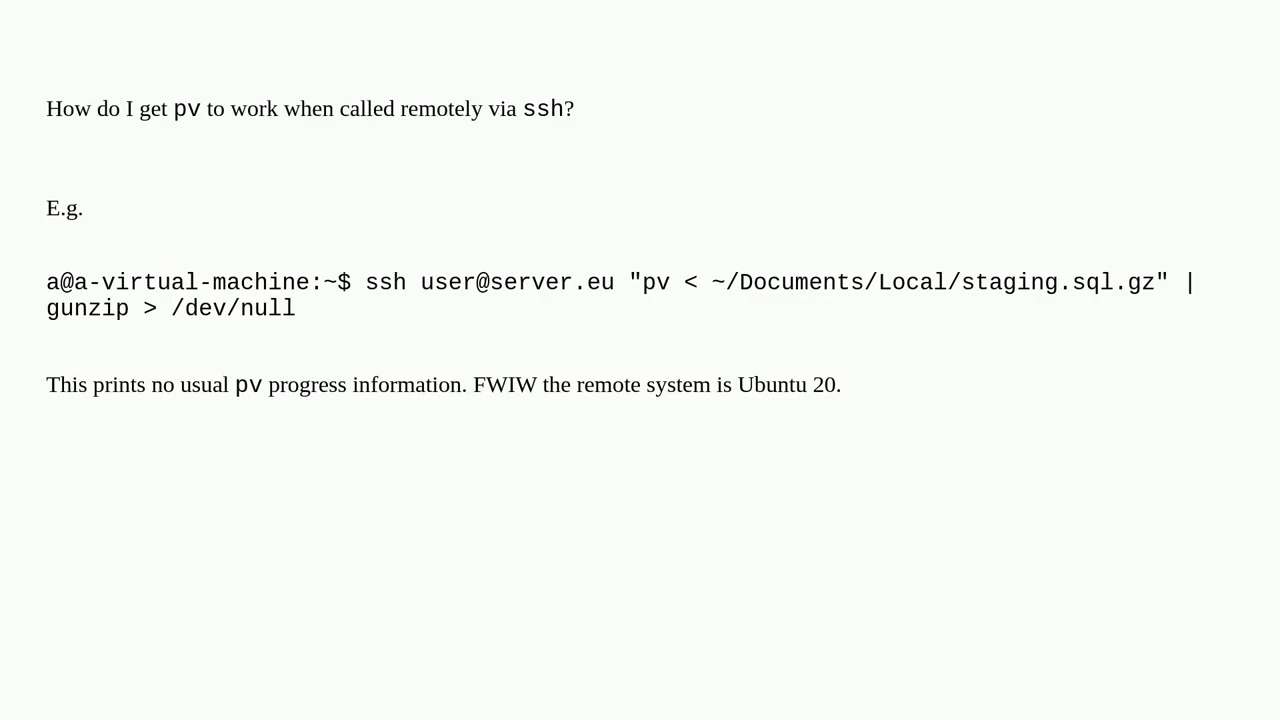 How do I get pv to work when called remotely via ssh?
E.g.
a@a-virtual-machine:~$ ssh user@server.eu "pv < ~/Documents/Local/staging.sql.gz" |
gunzip > /dev/null
This prints no usual pv progress information. FWIW the remote system is Ubuntu 20.